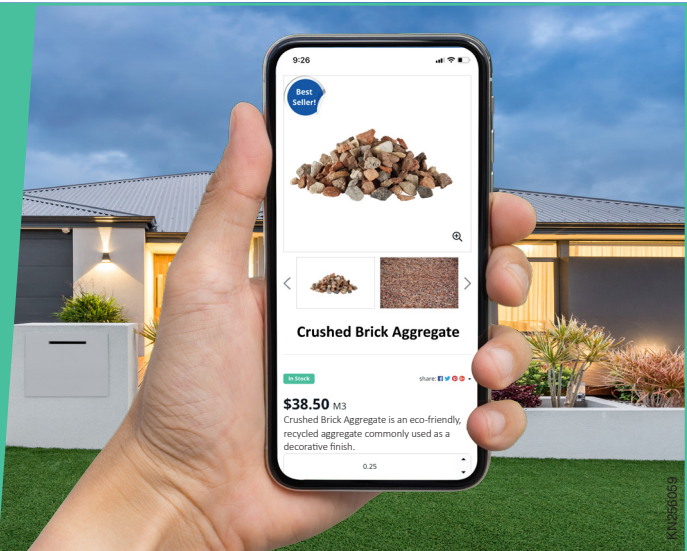 9:26
Best
Seller!
Crushed Brick Aggregate
In Stock
share:
$38.50 M3
Crushed Brick Aggregate is an eco-friendly,
recycled aggregate commonly used as a
decorative finish.
0.25
KN256059